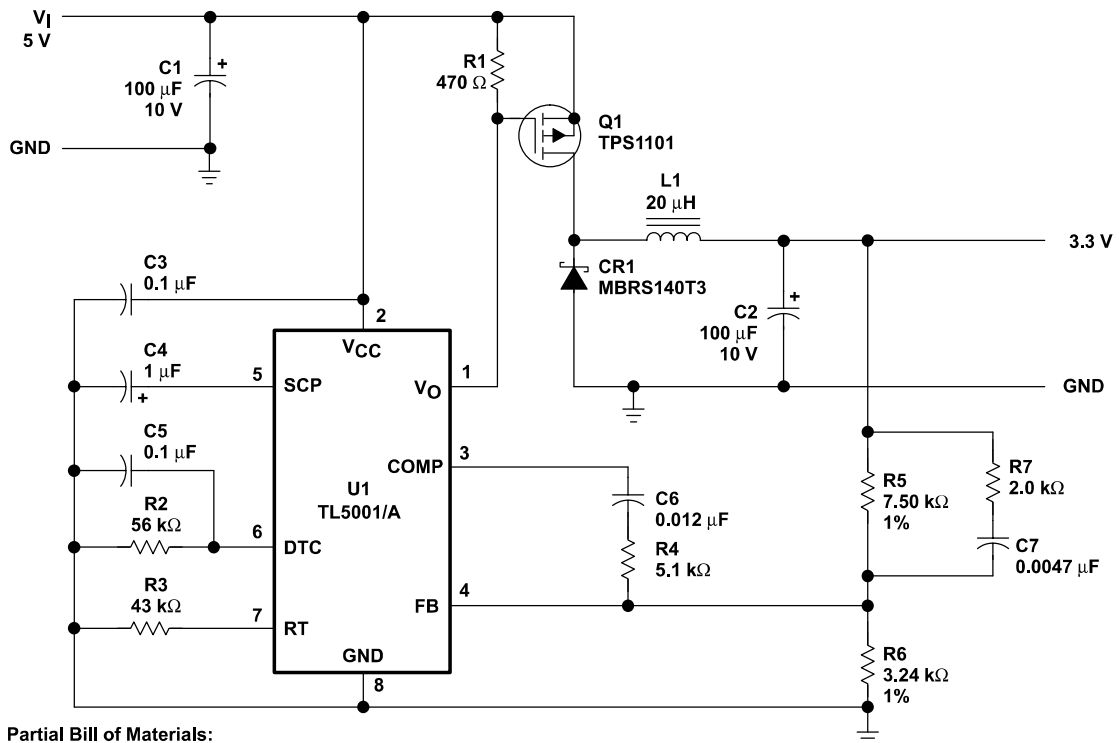 VI
5 V
C1
+
100 μF
10 V
GND
R1
470 Ω
Q1
TPS1101
L1
20 μH
3.3 V
CR1
MBRS140T3
C2
+
100 μF
10 V
GND
C3
0.1 μF
C4
1 μF
+
C5
0.1 μF
R2
56 kΩ
R3
43 kΩ
2
VCC
5
SCP
1
VO
3
COMP
U1
TL5001/A
6
DTC
4
FB
7
RT
GND
8
C6
0.012 μF
R4
5.1 kΩ
R5
7.50 kΩ
1%
R7
2.0 kΩ
C7
0.0047 μF
R6
3.24 kΩ
1%
Partial Bill of Materials: